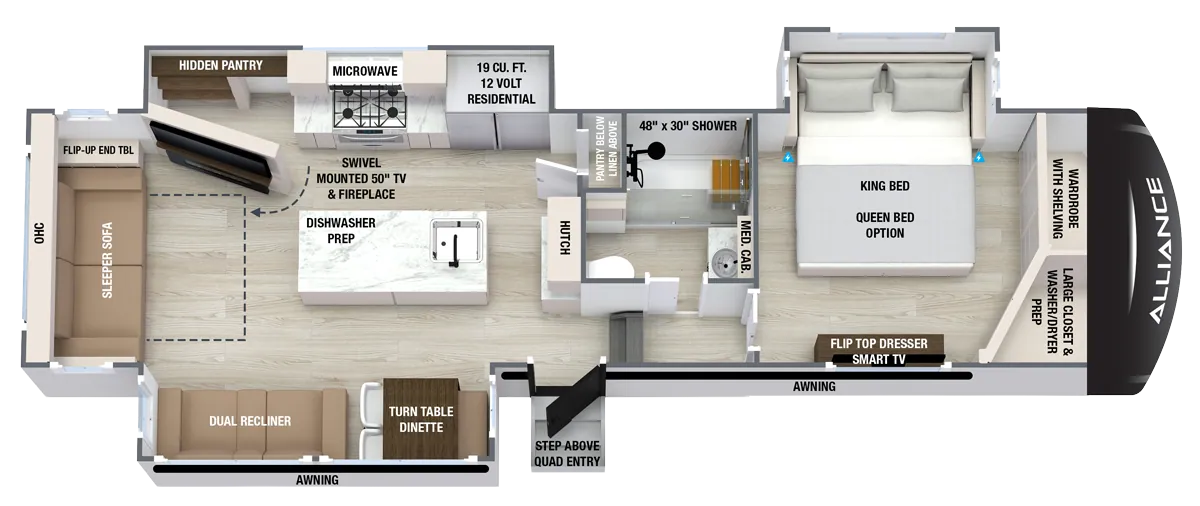 HIDDEN PANTRY
MICROWAVE
19 CU. FT.
12 VOLT
RESIDENTIAL
FLIP-UP END TBL
OHC
SLEEPER SOFA
SWIVEL
MOUNTED 50" TV
& FIREPLACE
DISHWASHER
PREP
HUTCH
PANTRY BELOW
LINEN ABOVE
48" x 30" SHOWER
MED. CAB.
KING BED
QUEEN BED
OPTION
WARDROBE
WITH SHELVING
LARGE CLOSET &
WASHER/DRYER
PREP
ALLIANCE
FLIP TOP DRESSER
SMART TV
AWNING
DUAL RECLINER
TURN TABLE
DINETTE
STEP ABOVE
QUAD ENTRY
AWNING